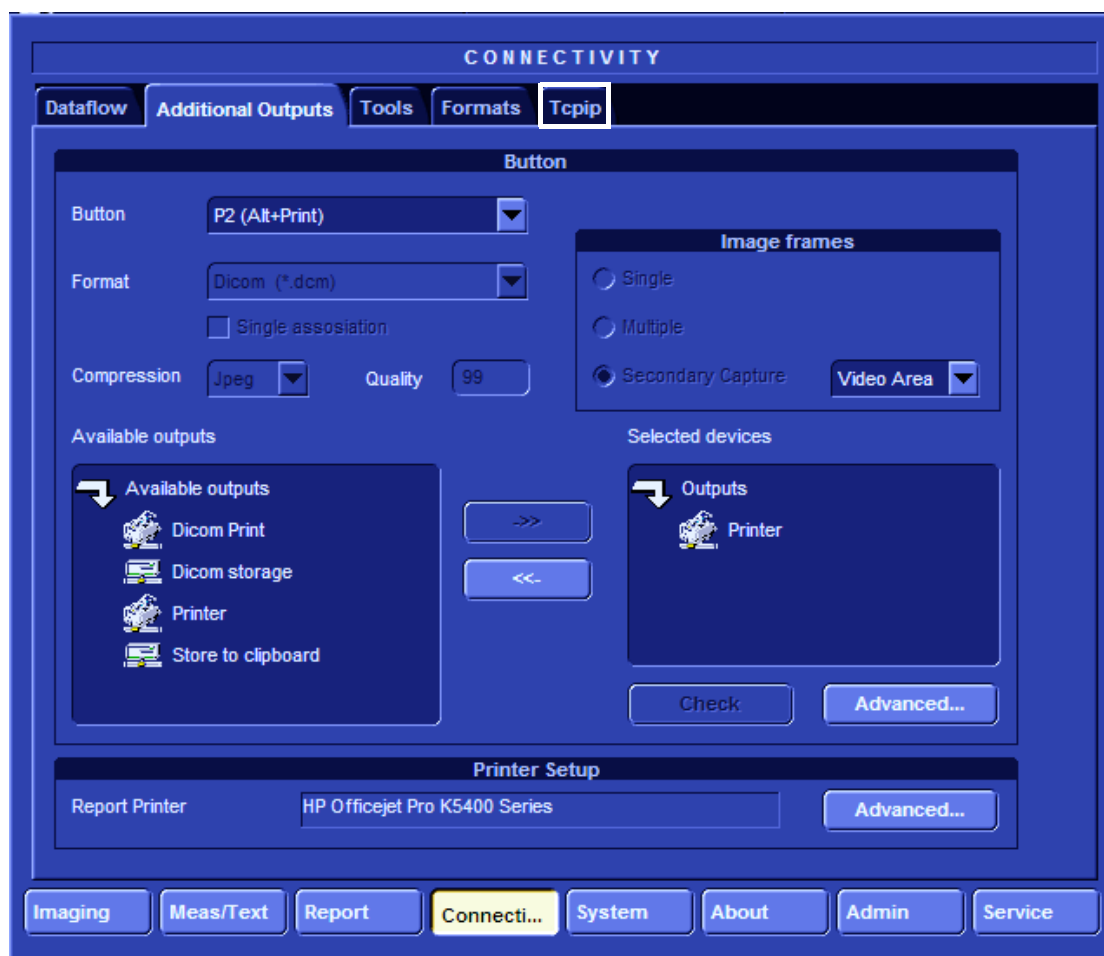 CONNECTIVITY
Dataflow Additional Outputs Tools Formats Tcpip
Button
Button P2 (Alt+Print)
Image frames
Format Dicom (*.dcm)
Single
Single assosiation
Multiple
Compression Jpeg Quality 99
Secondary Capture Video Area
Available outputs
Selected devices
Available outputs
Outputs
Dicom Print
Printer
->>
Dicom storage
<<-
Printer
Store to clipboard
Check Advanced...
Printer Setup
Report Printer HP Officejet Pro K5400 Series Advanced...
Imaging Meas/Text Report Connecti... System About Admin Service